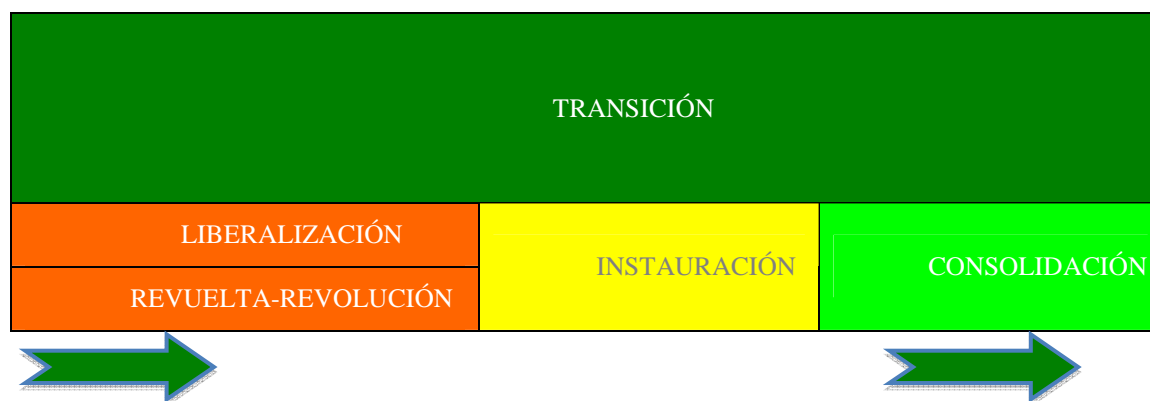 TRANSICIÓN
LIBERALIZACIÓN
REVUELTA-REVOLUCIÓN
INSTAURACIÓN
CONSOLIDACIÓN